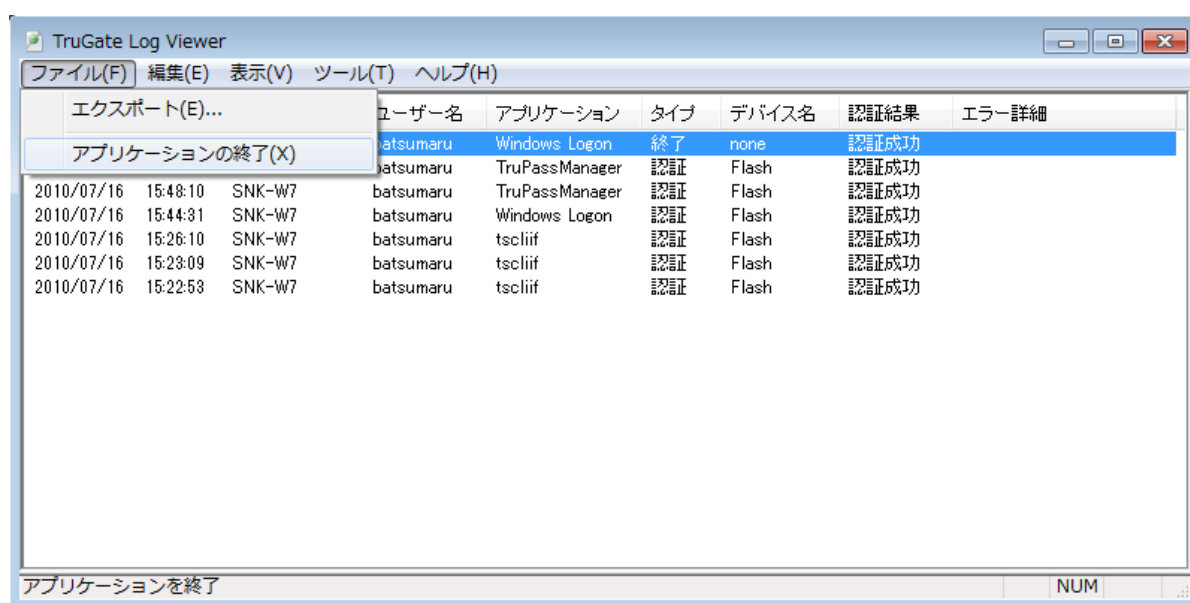 TruGate Log Viewer
ファイル(F) 編集(E) 表示(V) ツール(T) ヘルプ(H)
エクスポート(E)...
アプリケーションの終了(X)
ユーザー名 アプリケーション タイプ デバイス名 認証結果 エラー詳細
batsumaru Windows Logon 終了 none 認証成功
batsumaru TruPassManager 認証 Flash 認証成功
2010/07/16 15:48:10 SNK-W7 batsumaru TruPassManager 認証 Flash 認証成功
2010/07/16 15:44:31 SNK-W7 batsumaru Windows Logon 認証 Flash 認証成功
2010/07/16 15:26:10 SNK-W7 batsumaru tscliif 認証 Flash 認証成功
2010/07/16 15:23:09 SNK-W7 batsumaru tscliif 認証 Flash 認証成功
2010/07/16 15:22:53 SNK-W7 batsumaru tscliif 認証 Flash 認証成功
アプリケーションを終了 NUM